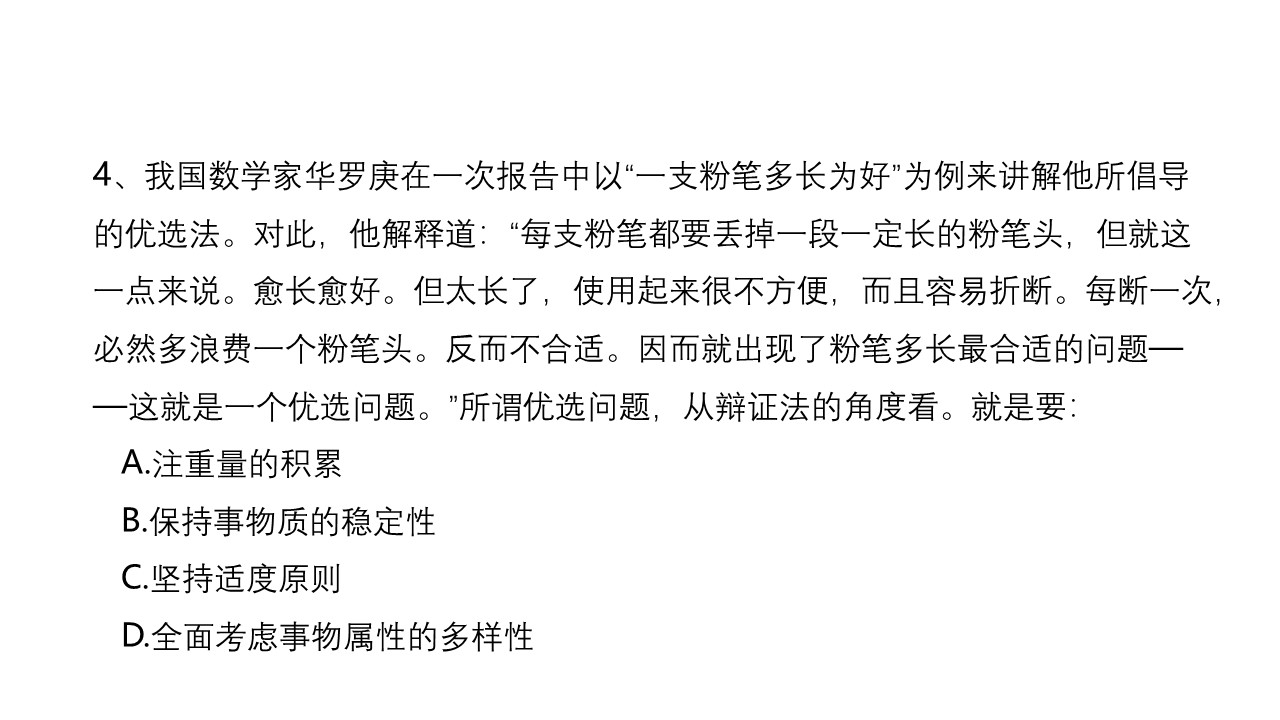 4、我国数学家华罗庚在一次报告中以“一支粉笔多长为好”为例来讲解他所倡导
的优选法。对此，他解释道：“每支粉笔都要丢掉一段一定长的粉笔头，但就这
一点来说。愈长愈好。但太长了，使用起来很不方便，而且容易折断。每断一次，
必然多浪费一个粉笔头。反而不合适。因而就出现了粉笔多长最合适的问题—
—这就是一个优选问题。”所谓优选问题，从辩证法的角度看。就是要：
A.注重量的积累
B.保持事物质的稳定性
C.坚持适度原则
D.全面考虑事物属性的多样性